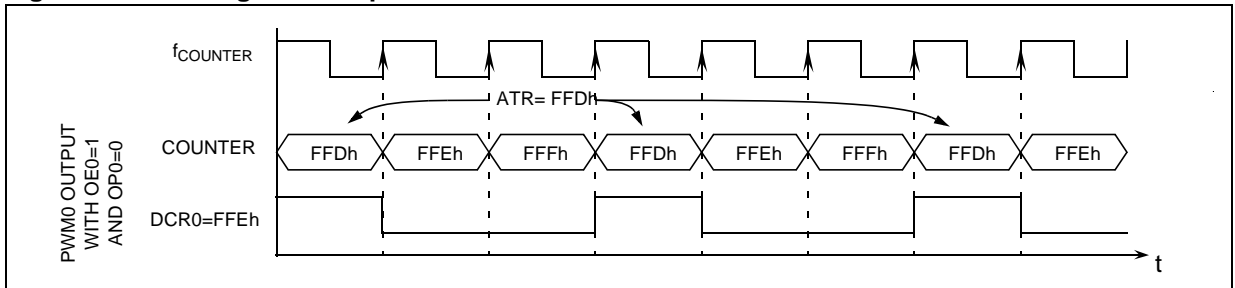 fCOUNTER
ATR= FFDh
COUNTER
FFDh FFEh FFFh FFDh FFEh FFFh FFDh FFEh
PWM0 OUTPUT
WITH OE0=1
AND OP0=0
DCR0=FFEh
t